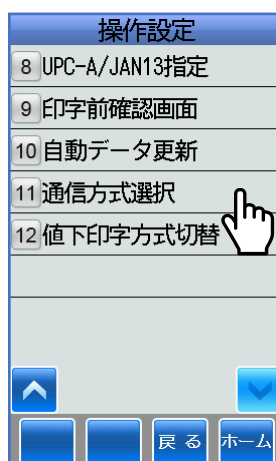 操作設定
8 UPC-A/JAN13指定
9 印字前確認画面
10 自動データ更新
11 通信方式選択
12 値下印字方式切替
戻る ホーム